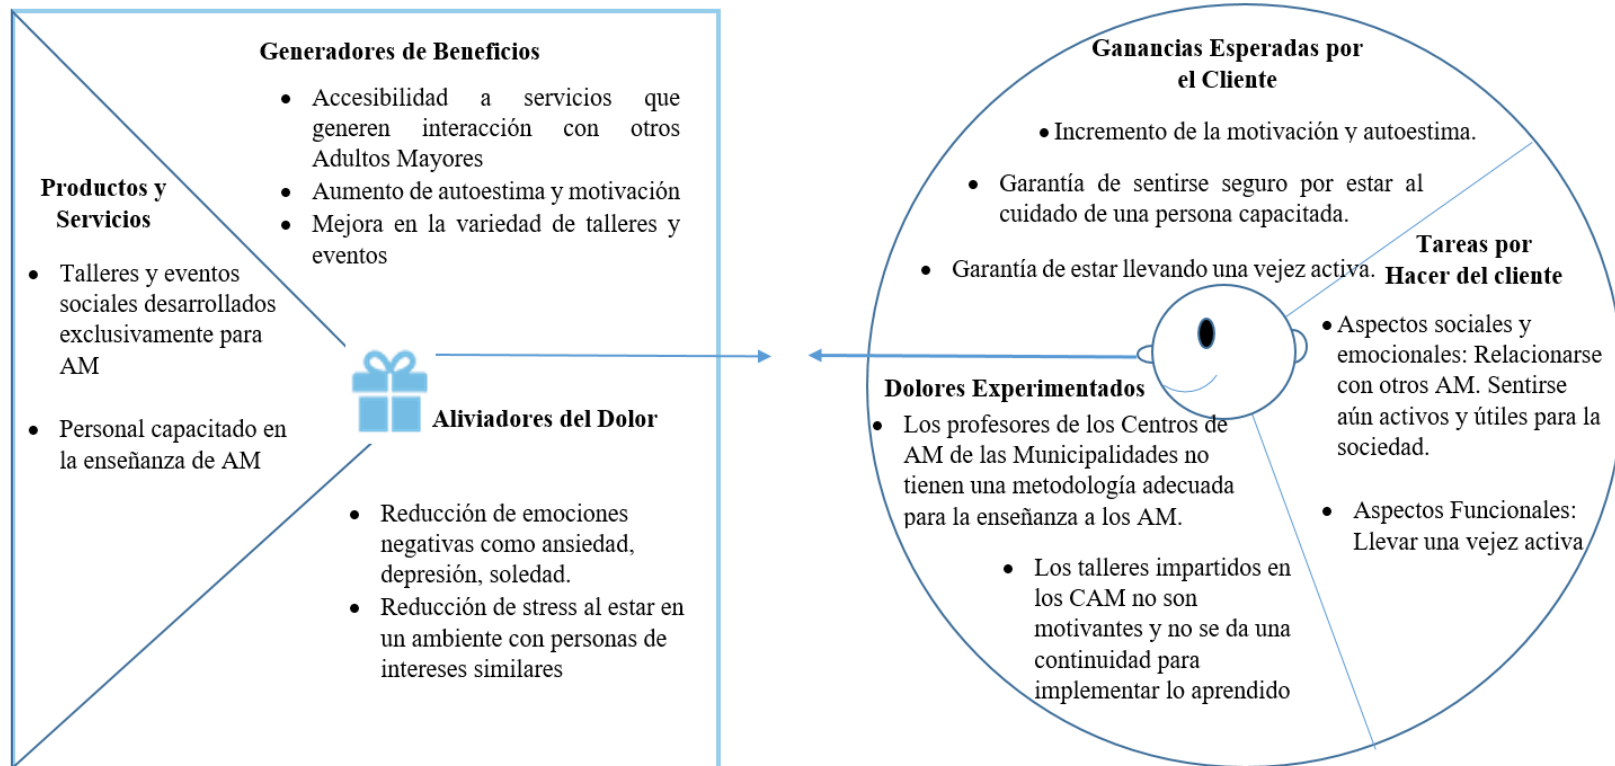 Generadores de Beneficios
• Accesibilidad a servicios que
generen interacción con otros
Adultos Mayores
• Aumento de autoestima y motivación
• Mejora en la variedad de talleres y
eventos
Productos y
Servicios
• Talleres y eventos
sociales desarrollados
exclusivamente para
AM
• Personal capacitado en
la enseñanza de AM
Aliviadores del Dolor
• Reducción de emociones
negativas como ansiedad,
depresión, soledad.
• Reducción de stress al estar en
un ambiente con personas de
intereses similares
Ganancias Esperadas por
el Cliente
• Incremento de la motivación y autoestima.
• Garantía de sentirse seguro por estar al
cuidado de una persona capacitada.
• Garantía de estar llevando una vejez activa.
Tareas por
Hacer del cliente
• Aspectos sociales y
emocionales: Relacionarse
con otros AM. Sentirse
aún activos y útiles para la
sociedad.
• Aspectos Funcionales:
Llevar una vejez activa
Dolores Experimentados
• Los profesores de los Centros de
AM de las Municipalidades no
tienen una metodología adecuada
para la enseñanza a los AM.
• Los talleres impartidos en
los CAM no son
motivantes y no se da una
continuidad para
implementar lo aprendido